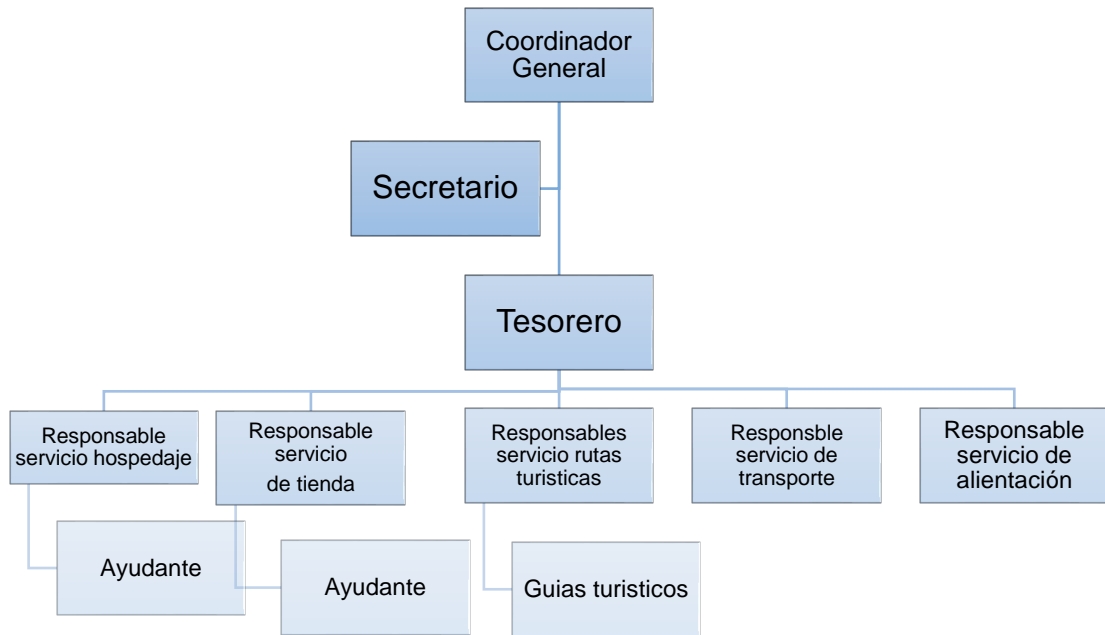 Coordinador
General
Secretario
Tesorero
Responsable
servicio hospedaje
Responsable
servicio
de tienda
Responsables
servicio rutas
turisticas
Responsble
servicio de
transporte
Responsable
servicio de
alientación
Ayudante
Ayudante
Guias turisticos